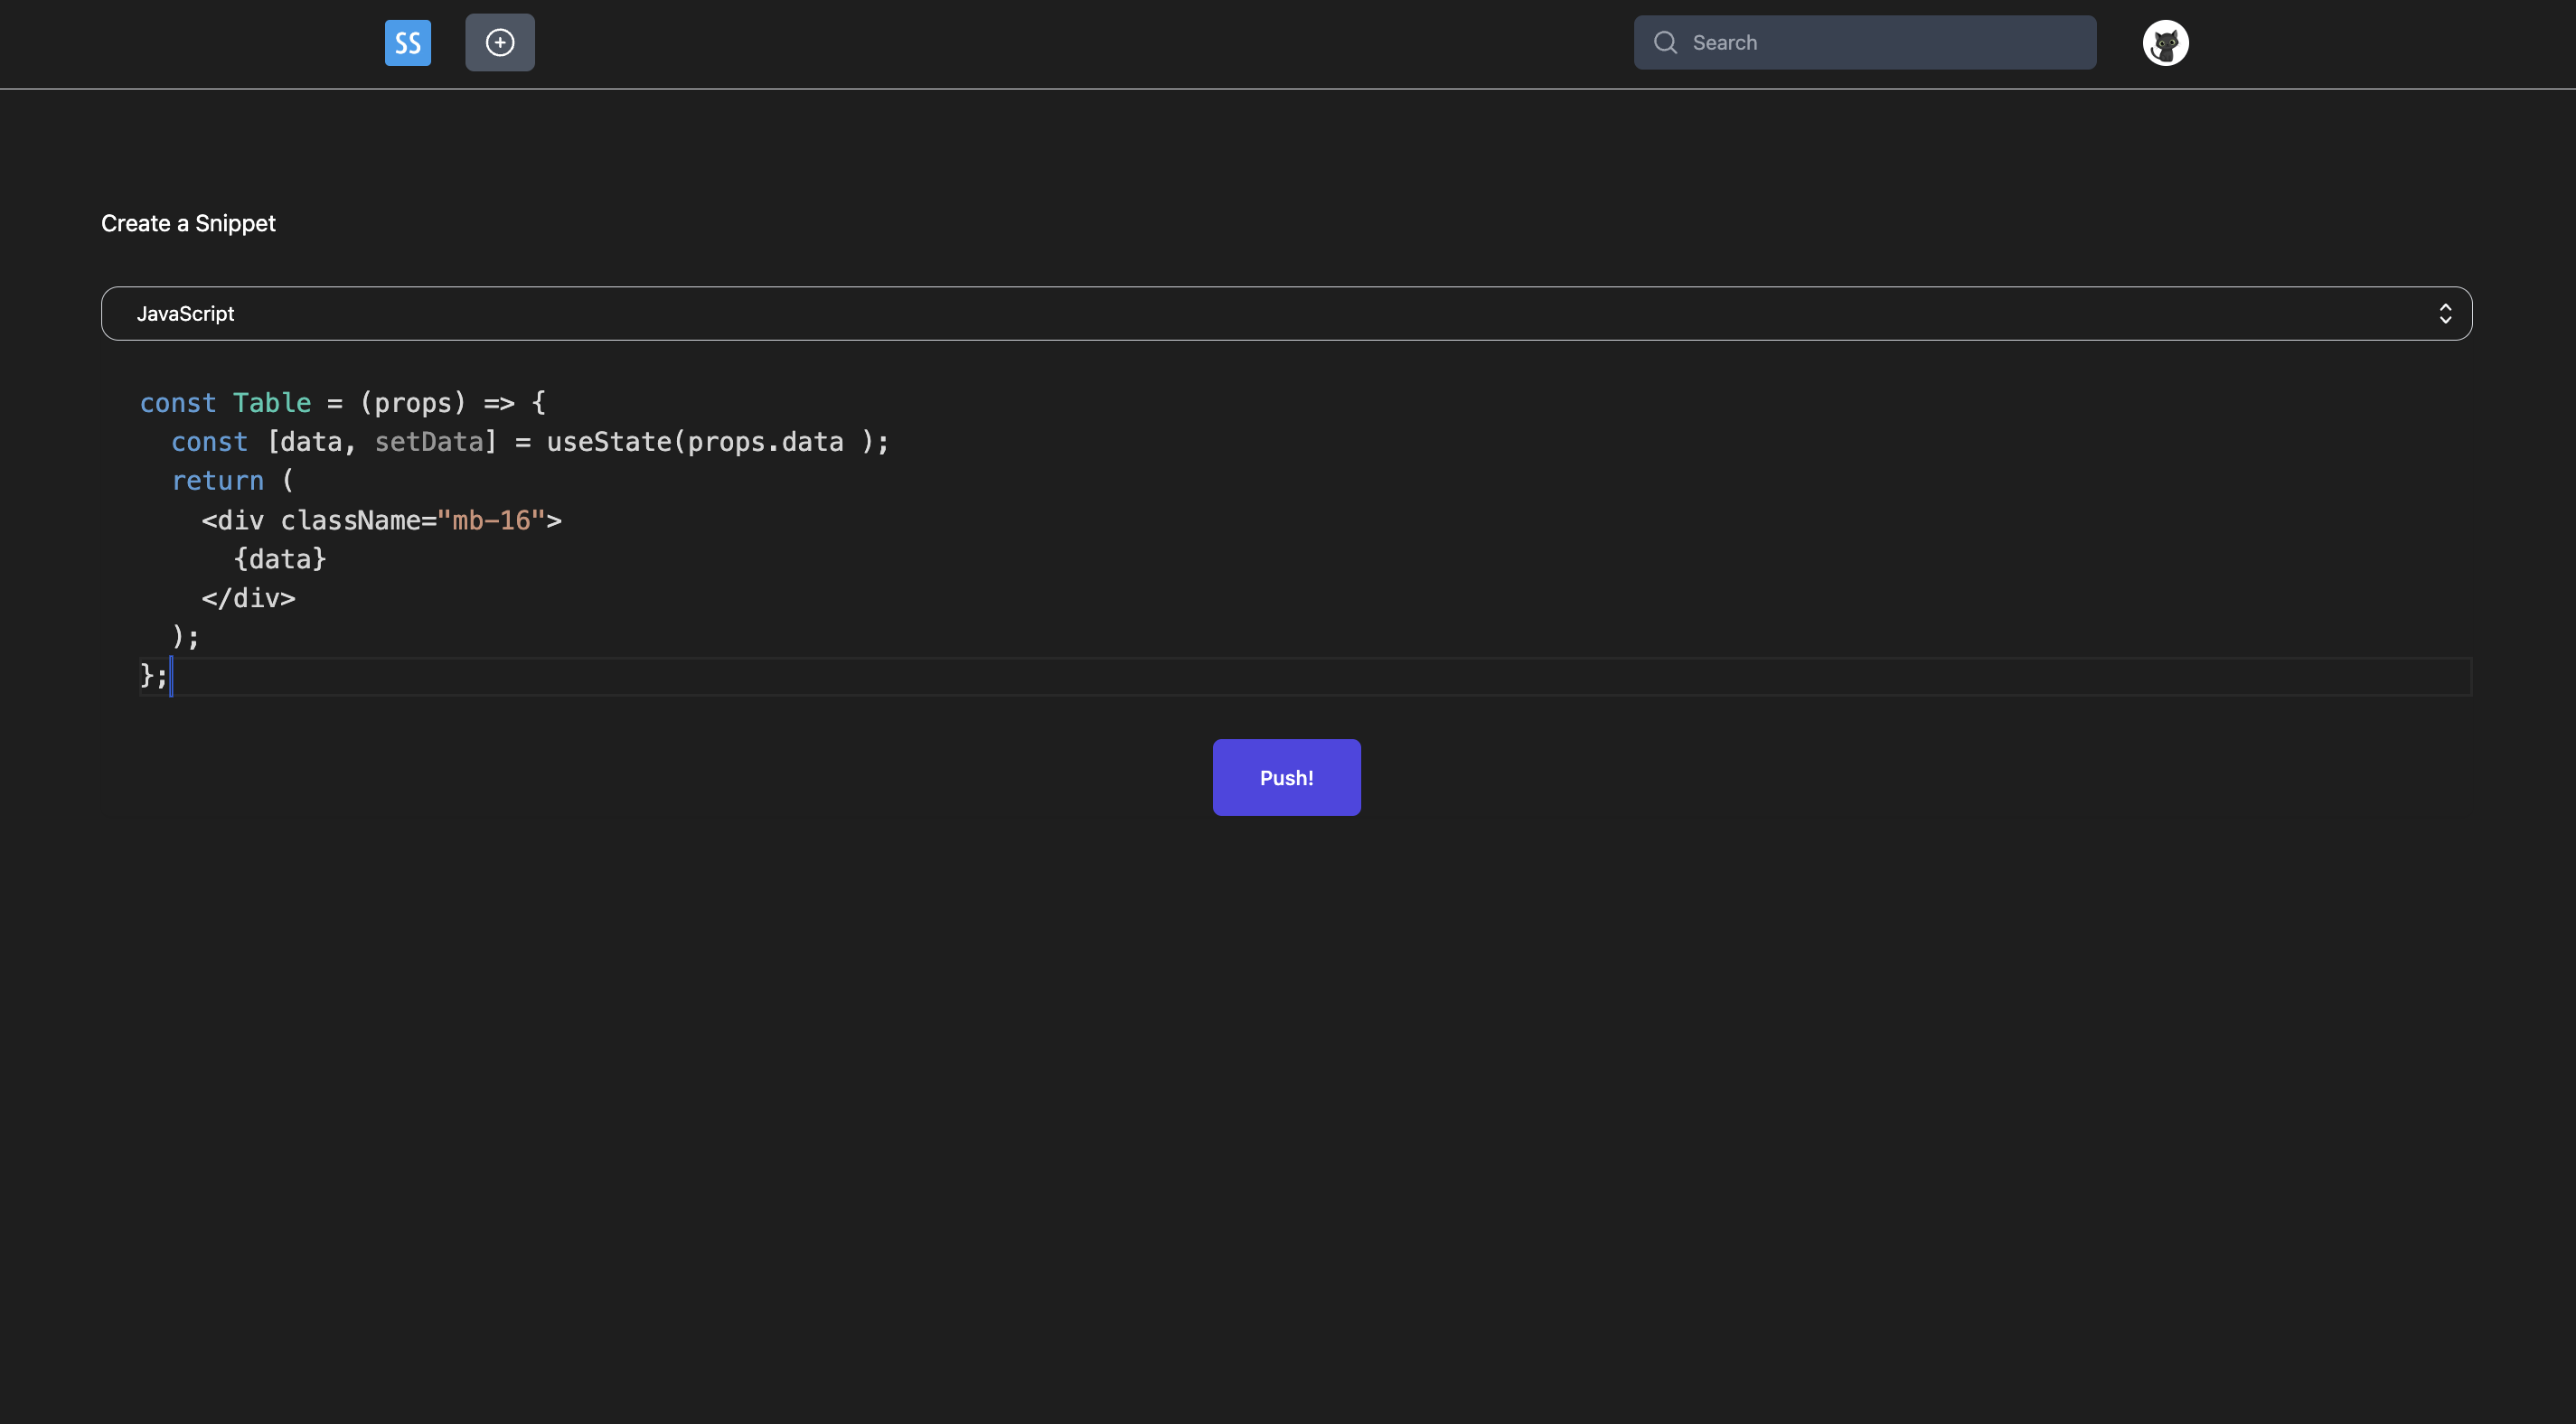 SS
Search
Create a Snippet
JavaScript
const Table = (props) => {
  const [data, setData] = useState(props.data );
  return (
    <div className="mb-16">
      {data}
    </div>
  );
};
Push!